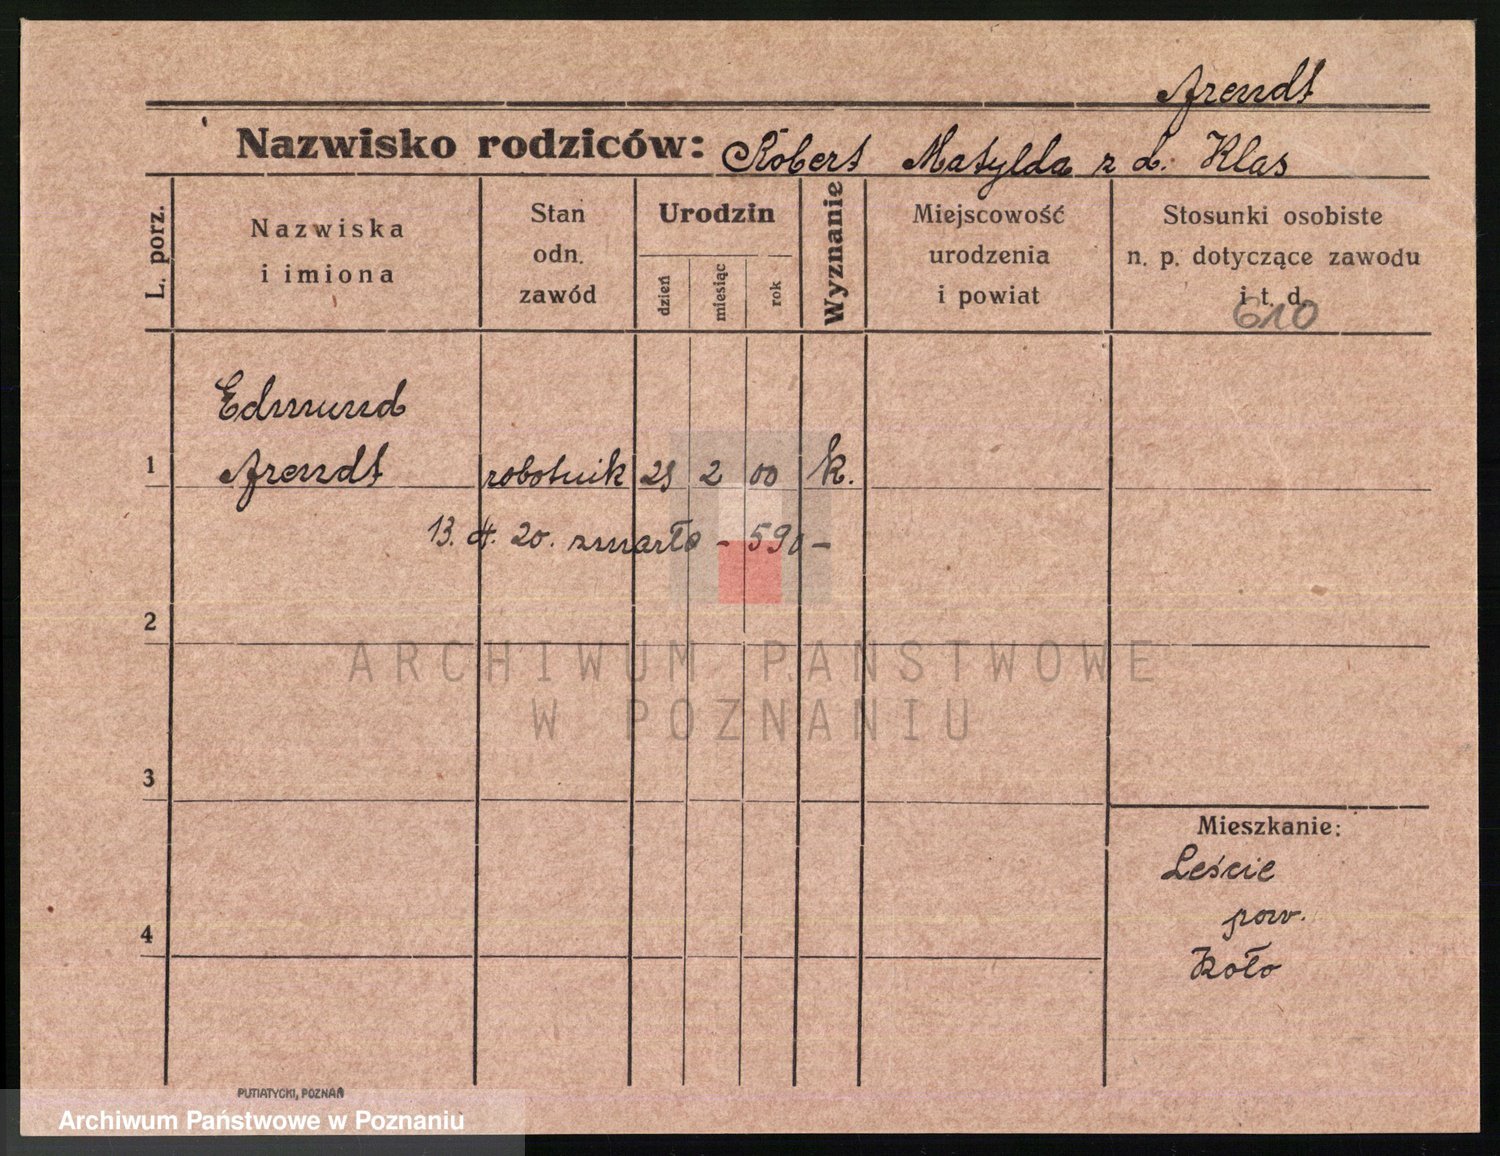 Arendt
Nazwisko rodziców: Robert Matylda z d. Klas
L. porz.
Nazwiska
i imiona
Stan
odn.
zawód
Urodzin
dzień
miesiąc
rok
Wyznanie
Miejscowość
urodzenia
i powiat
Stosunki osobiste
n. p. dotyczące zawodu
i t. d.
610
Edmund
1 Arendt robotnik 25 2 00 k.
13. 4. 20. zmarło - 590 -
2
ARCHIWUM PAŃSTWOWE
W POZNANIU
3
Mieszkanie:
Leście
pow.
Koło
4
PUTIATYCKI, POZNAŃ
Archiwum Państwowe w Poznaniu